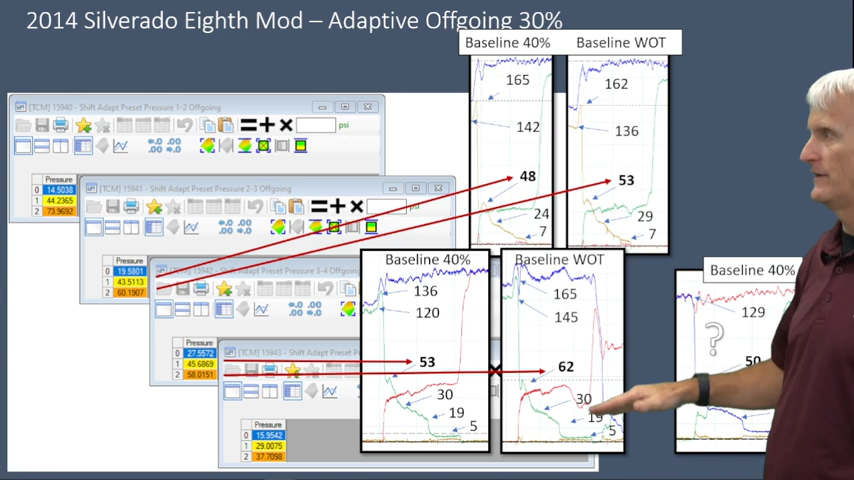 2014 Silverado Eighth Mod – Adaptive Offgoing 30%
Baseline 40%
Baseline WOT
165
142
48
24
7
162
136
53
29
7
[TCM] 15940 - Shift Adapt Preset Pressure 1-2 Offgoing
psi
Pressure
0 14.5038
1 44.2365
2 73.9692
[TCM] 15941 - Shift Adapt Preset Pressure 2-3 Offgoing
Pressure
0 19.5801
1 43.5113
2 60.1907
[TCM] 15942 - Shift Adapt Preset Pressure 3-4 Offgoing
Pressure
0 27.5572
1 45.6869
2 58.0151
[TCM] 15943 - Shift Adapt Preset Pressure
Pressure
0 15.9542
1 29.0075
2 37.7098
Baseline 40%
136
120
53
30
19
5
Baseline WOT
165
145
62
30
19
5
Baseline 40%
129
?
50